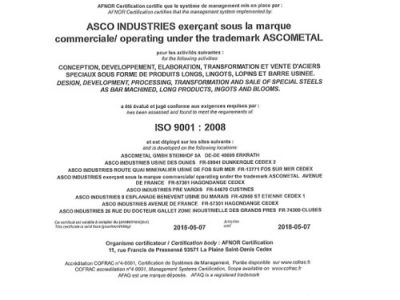 AFNOR Certification certifie que le système de management mis en place par :
AFNOR Certification certifies that the management system implemented by:
ASCO INDUSTRIES exerçant sous la marque
commerciale/ operating under the trademark ASCOMETAL
pour les activités suivantes :
for the following activities:
CONCEPTION, DEVELOPPEMENT, ELABORATION, TRANSFORMATION ET VENTE D'ACIERS
SPECIAUX SOUS FORME DE PRODUITS LONGS, LINGOTS, LOPINS ET BARRE USINEE.
DESIGN, DEVELOPMENT, PROCESSING, TRANSFORMATION AND SALE OF SPECIAL STEELS
AS BAR MACHINED, LONG PRODUCTS, INGOTS AND BLOOMS.
a été évalué et jugé conforme aux exigences requises par :
has been assessed and found to meet the requirements of:
ISO 9001 : 2008
et est déployé sur les sites suivants :
and is developed on the following locations:
ASCOMETAL GMBH STEINHOF 5A DE-DE-40699 ERKRATH
ASCO INDUSTRIES USINE DES DUNES FR-59941 DUNKERQUE CEDEX 3
ASCO INDUSTRIES ROUTE QUAI MINERALIER USINE DE FOS SUR MER FR-13771 FOS SUR MER CEDEX
ASCO INDUSTRIES exerçant sous la marque commerciale/ operating under the trademark ASCOMETAL AVENUE
DE FRANCE FR-57301 HAGONDANGE CEDEX
ASCO INDUSTRIES PRE VAROIS FR-54670 CUSTINES
ASCO INDUSTRIES ESPLANADE BENEVENT USINE DU MARAIS FR-42966 ST ETIENNE CEDEX 1
ASCO INDUSTRIES AVENUE DE FRANCE FR-57301 HAGONDANGE CEDEX
ASCO INDUSTRIES 26 RUE DU DOCTEUR GALLET ZONE INDUSTRIELLE DES GRANDS PRES FR-74300-CLUSES
2015-05-07
2018-05-07
Organisme certificateur / Certification body : AFNOR Certification
11, rue Francis de Pressensé 93571 La Plaine Saint-Denis Cedex
Accréditation COFRAC n°4-0001, Certification de Systèmes de Management. Portée disponible sur www.cofrac.fr
COFRAC accreditation n°4-0001, Management Systems Certification. Scope available on www.cofrac.fr
AFAQ est une marque déposée. AFAQ is a registered trademark